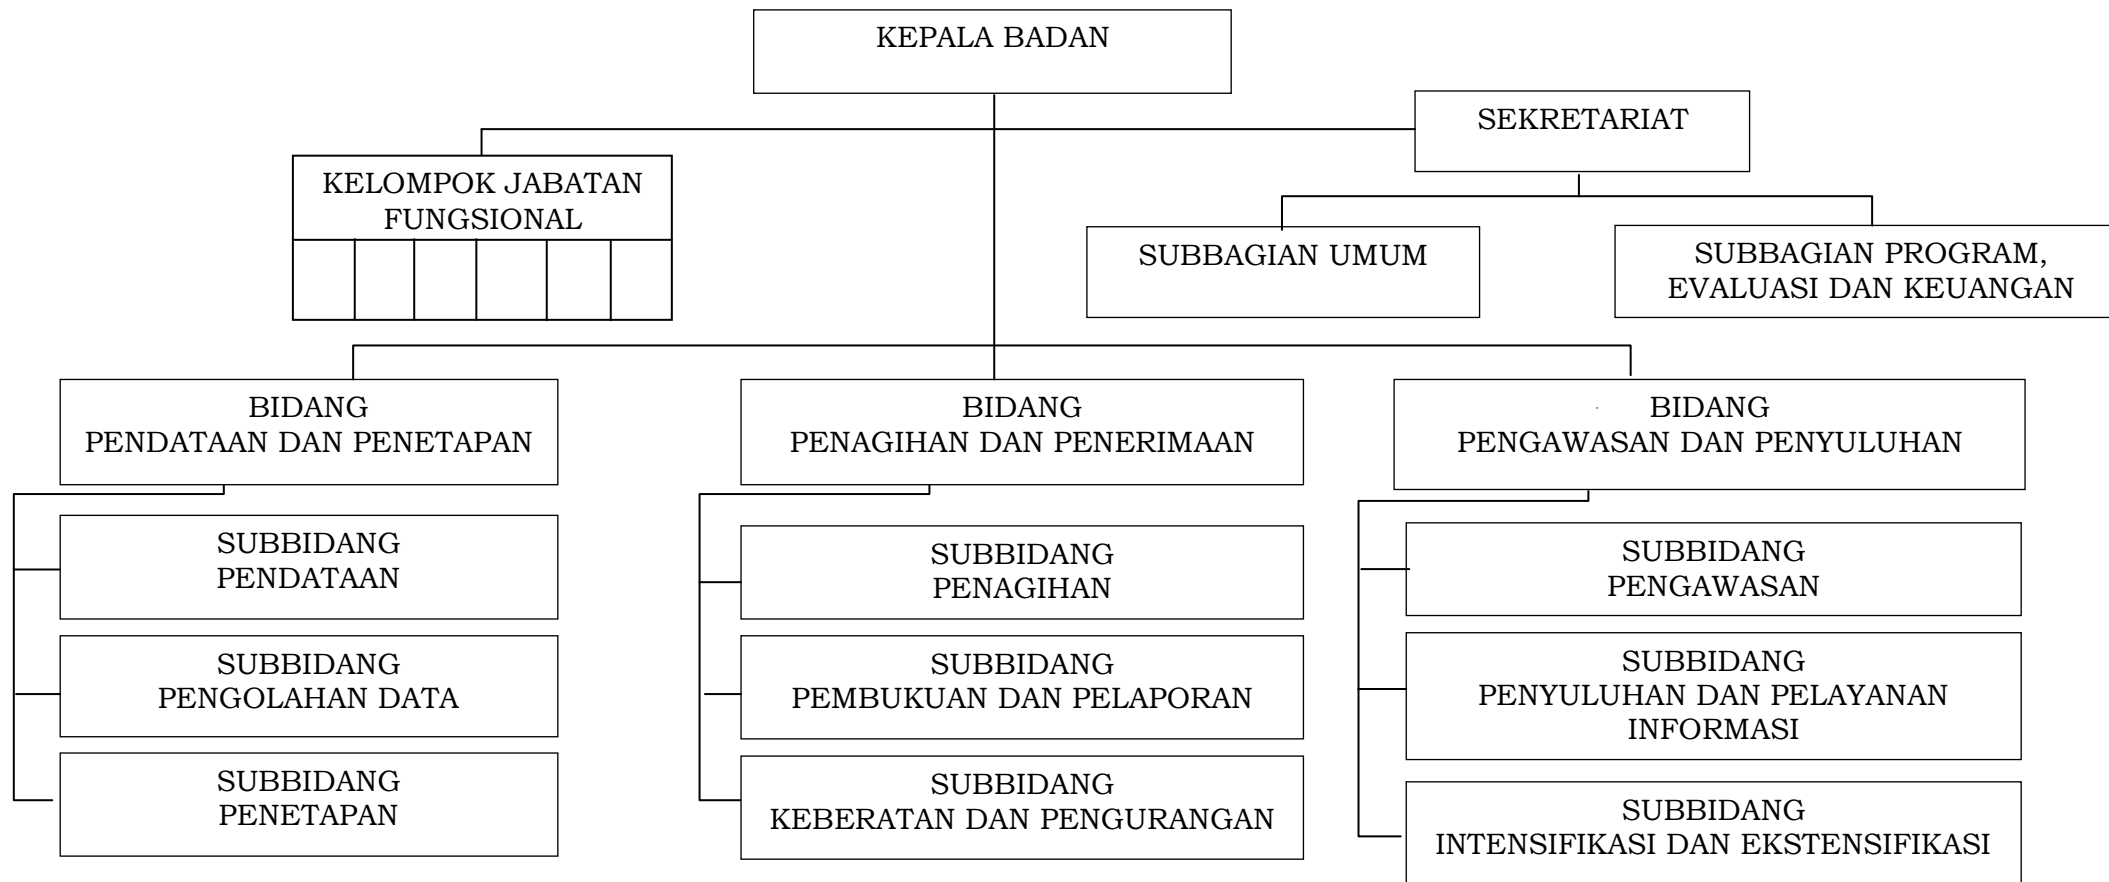 KEPALA BADAN
SEKRETARIAT
KELOMPOK JABATAN
FUNGSIONAL
SUBBAGIAN UMUM
SUBBAGIAN PROGRAM,
EVALUASI DAN KEUANGAN
BIDANG
PENDATAAN DAN PENETAPAN
SUBBIDANG
PENDATAAN
SUBBIDANG
PENGOLAHAN DATA
SUBBIDANG
PENETAPAN
BIDANG
PENAGIHAN DAN PENERIMAAN
SUBBIDANG
PENAGIHAN
SUBBIDANG
PEMBUKUAN DAN PELAPORAN
SUBBIDANG
KEBERATAN DAN PENGURANGAN
BIDANG
PENGAWASAN DAN PENYULUHAN
SUBBIDANG
PENGAWASAN
SUBBIDANG
PENYULUHAN DAN PELAYANAN
INFORMASI
SUBBIDANG
INTENSIFIKASI DAN EKSTENSIFIKASI